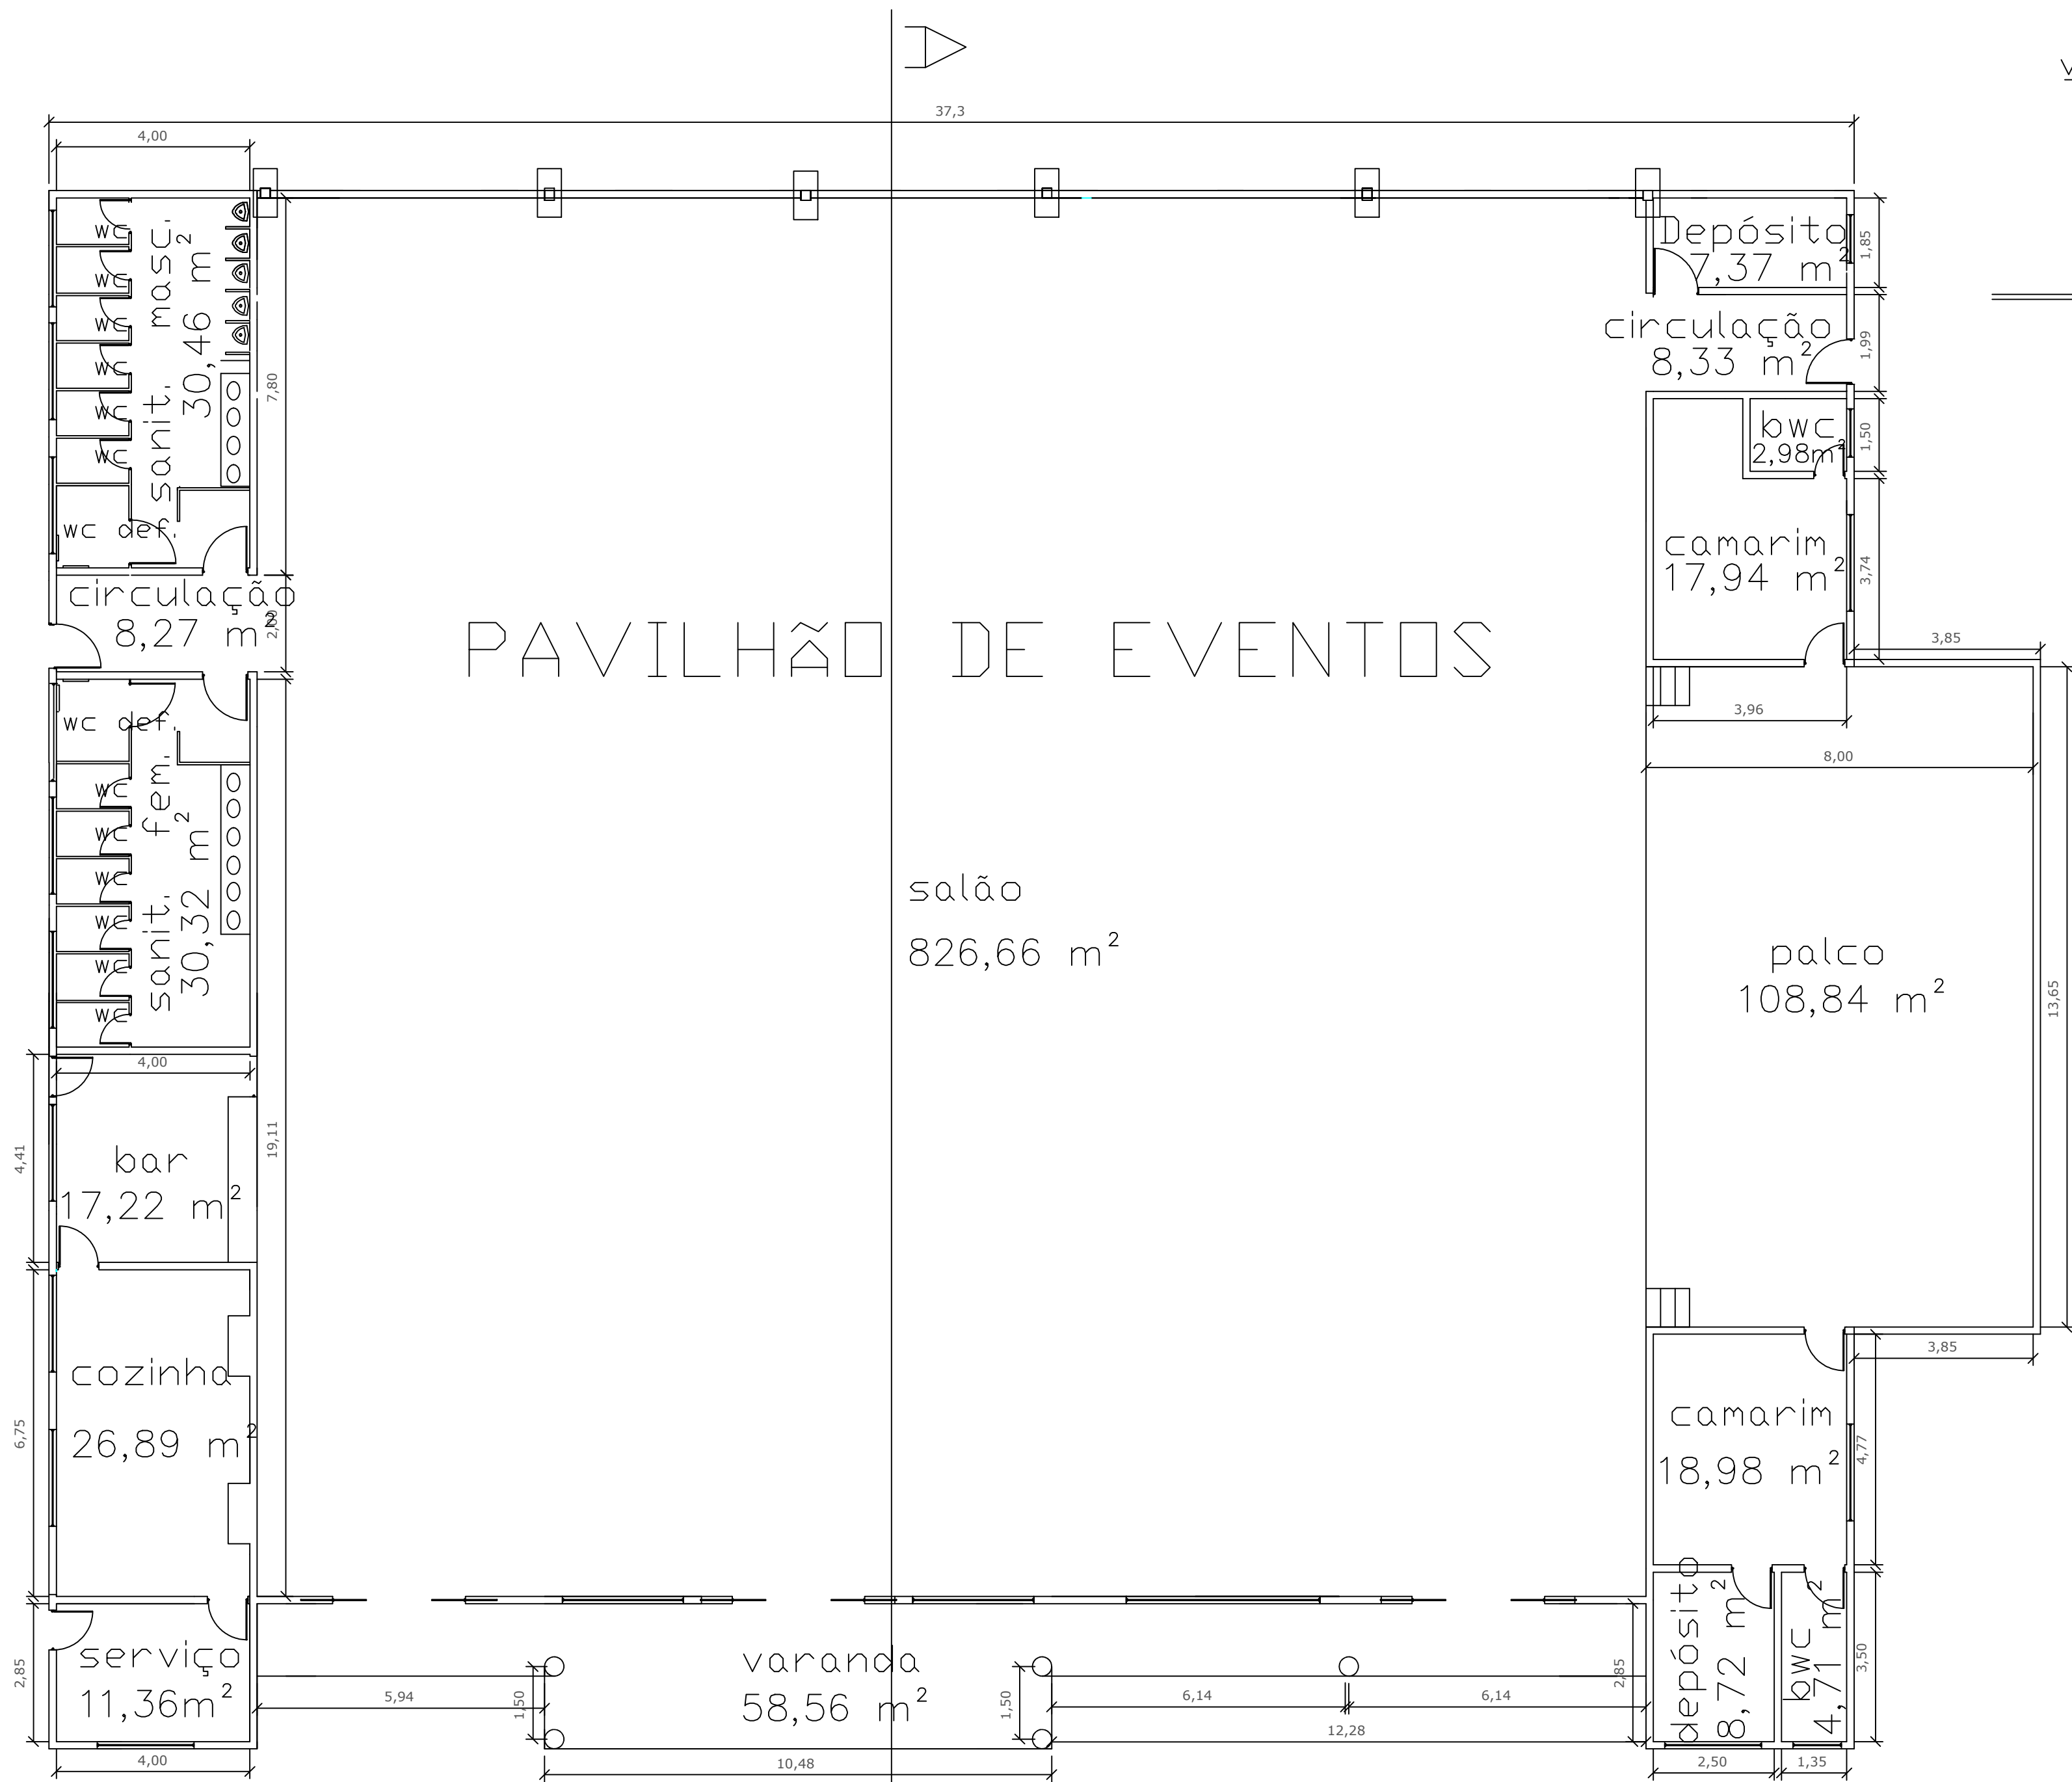 A
37,3
4,00
wc
wc
wc
wc
wc
wc
wc def.
sanit. masc.
30,46 m²
7,80
Depósito
7,37 m²
1,85
circulação
8,33 m²
1,99
bwc
2,98m²
1,50
camarim
17,94 m²
3,74
circulação
8,27 m²
2,00
PAVILHÃO DE EVENTOS
3,85
3,96
8,00
wc def.
wc
wc
wc
wc
wc
wc
sanit. fem.
30,32 m²
salão
826,66 m²
palco
108,84 m²
13,65
4,00
bar
17,22 m²
4,41
19,11
cozinha
26,89 m²
6,75
3,85
camarim
18,98 m²
4,77
serviço
11,36m²
2,85
4,00
5,94
1,50
varanda
58,56 m²
1,50
10,48
6,14
6,14
12,28
2,85
depósito
8,72 m²
bwc
4,71 m²
3,50
2,50
1,35